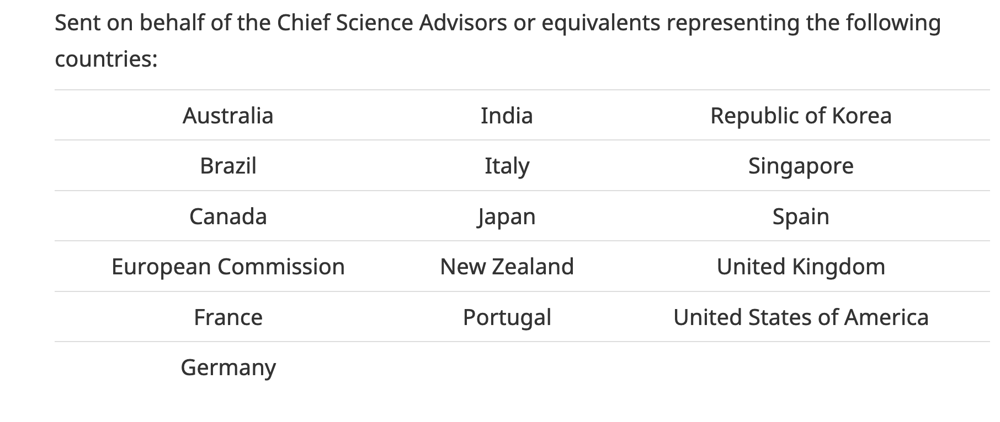 Sent on behalf of the Chief Science Advisors or equivalents representing the following
countries:
Australia India Republic of Korea
Brazil Italy Singapore
Canada Japan Spain
European Commission New Zealand United Kingdom
France Portugal United States of America
Germany